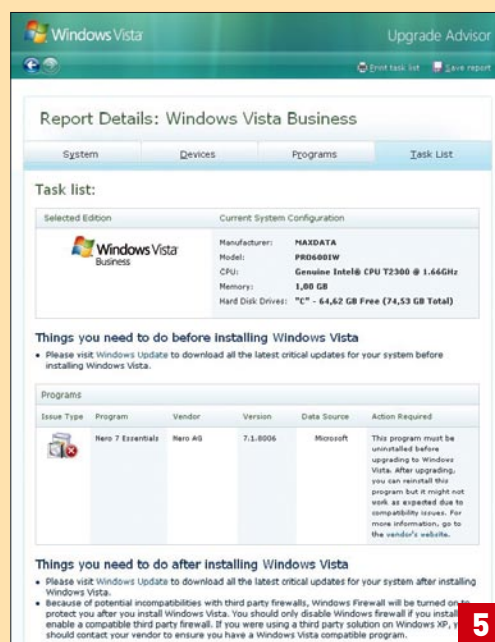 Windows Vista
Upgrade Advisor
Print task list
Save report
Report Details: Windows Vista Business
System
Devices
Programs
Task List
Task list:
Selected Edition
Current System Configuration
Windows Vista
Business
Manufacturer: MAXDATA
Model: PRO600IW
CPU: Genuine Intel® CPU T2300 @ 1.66GHz
Memory: 1,00 GB
Hard Disk Drives: "C" - 64,62 GB Free (74,53 GB Total)
Things you need to do before installing Windows Vista
• Please visit Windows Update to download all the latest critical updates for your system before
installing Windows Vista.
Programs
Issue Type Program Vendor Version Data Source Action Required
Nero 7 Essentials Nero AG 7.1.8006 Microsoft This program must be
uninstalled before
upgrading to Windows
Vista. After upgrading,
you can reinstall this
program but it might not
work as expected due to
compatibility issues. For
more information, go to
the vendor's website.
Things you need to do after installing Windows Vista
• Please visit Windows Update to download all the latest critical updates for your system after installing
Windows Vista.
• Because of potential incompatibilities with third party firewalls, Windows Firewall will be turned on to
protect you after you install Windows Vista. You should only disable Windows firewall if you install
enable a compatible third party firewall. If you were using a third party solution on Windows XP,
should contact your vendor to ensure you have a Windows Vista compatible program.
5